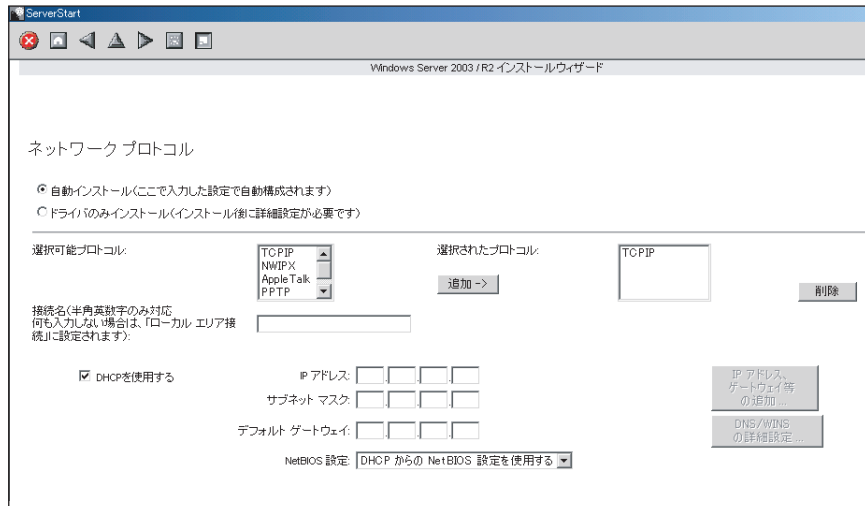 ServerStart
Windows Server 2003 / R2 インストールウィザード
ネットワーク プロトコル
自動インストール(ここで入力した設定で自動構成されます)
ドライバのみインストール(インストール後に詳細設定が必要です)
選択可能プロトコル:
TCPIP
NWIPX
AppleTalk
PPTP
追加 ->
選択されたプロトコル:
TCPIP
削除
接続名(半角英数字のみ対応
何も入力しない場合は、「ローカル エリア接
続」に設定されます):
DHCPを使用する
IP アドレス:
サブネット マスク:
デフォルト ゲートウェイ:
NetBIOS 設定:
DHCP からの NetBIOS 設定を使用する
IP アドレス、
ゲートウェイ等
の追加 ...
DNS/WINS
の詳細設定 ...